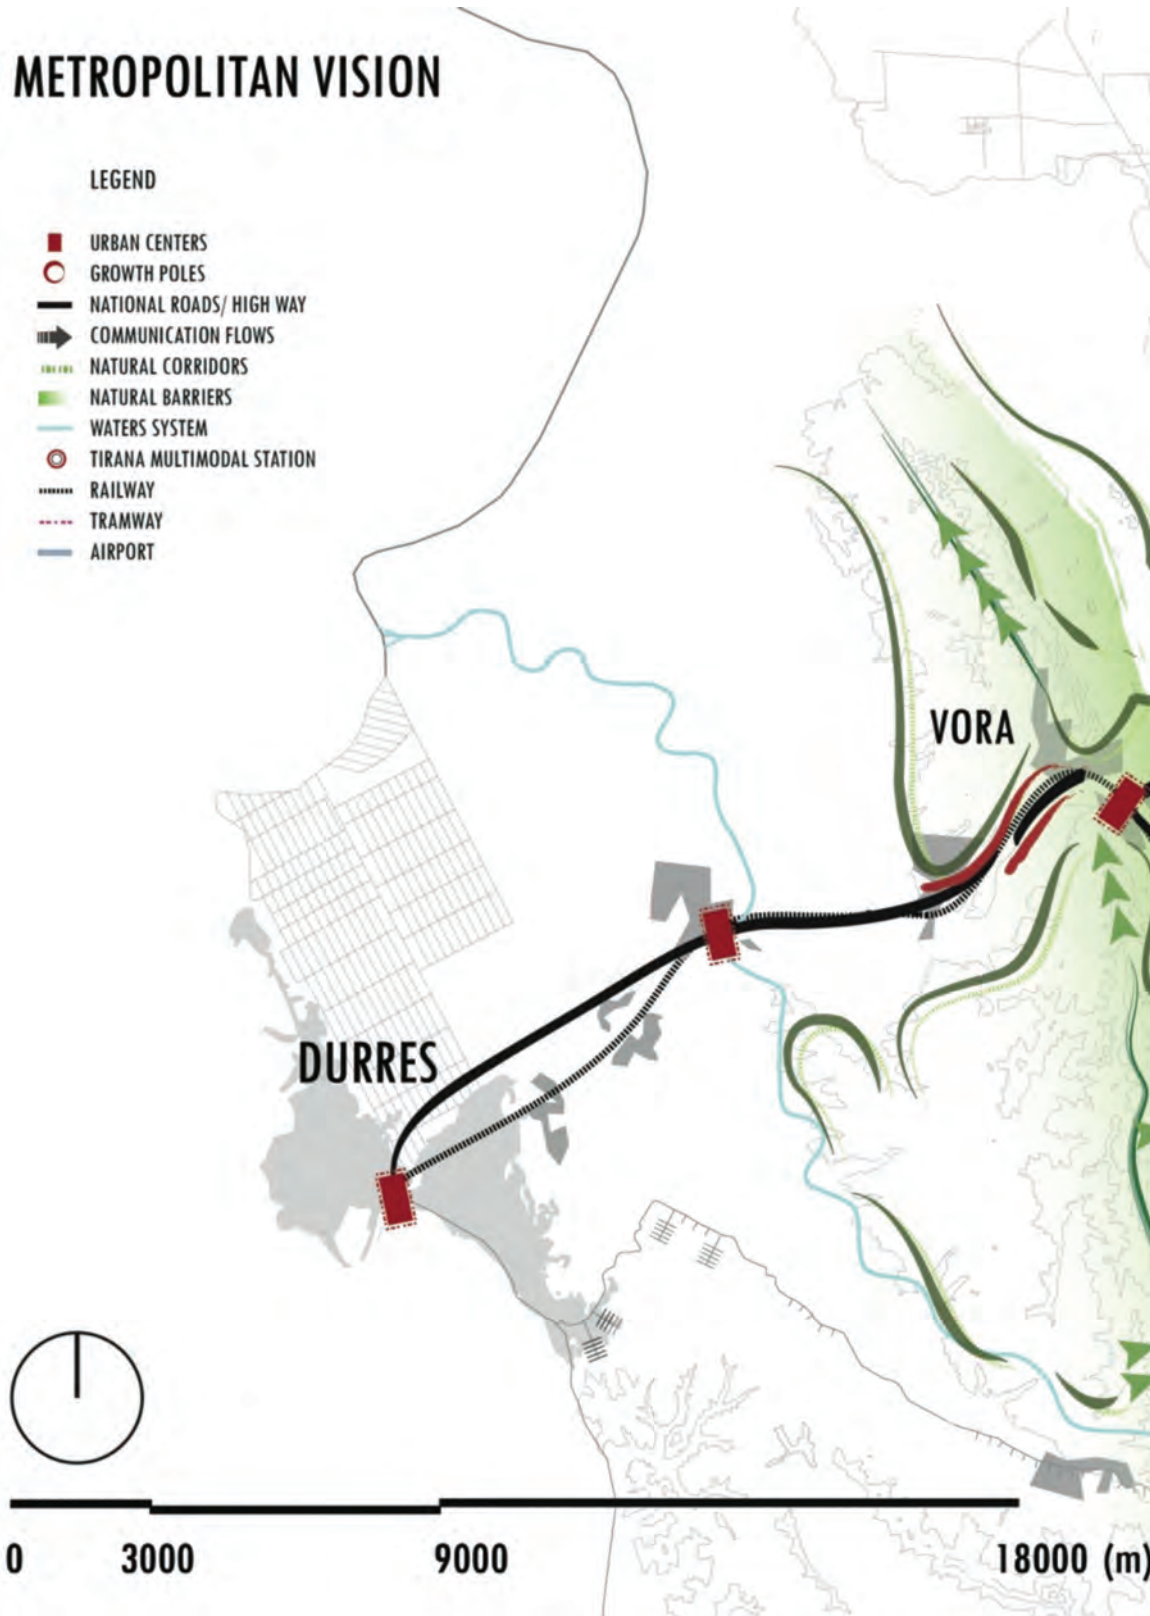 METROPOLITAN VISION
LEGEND
URBAN CENTERS
GROWTH POLES
NATIONAL ROADS/ HIGH WAY
COMMUNICATION FLOWS
NATURAL CORRIDORS
NATURAL BARRIERS
WATERS SYSTEM
TIRANA MULTIMODAL STATION
RAILWAY
TRAMWAY
AIRPORT
VORA
DURRES
0 3000 9000 18000 (m)